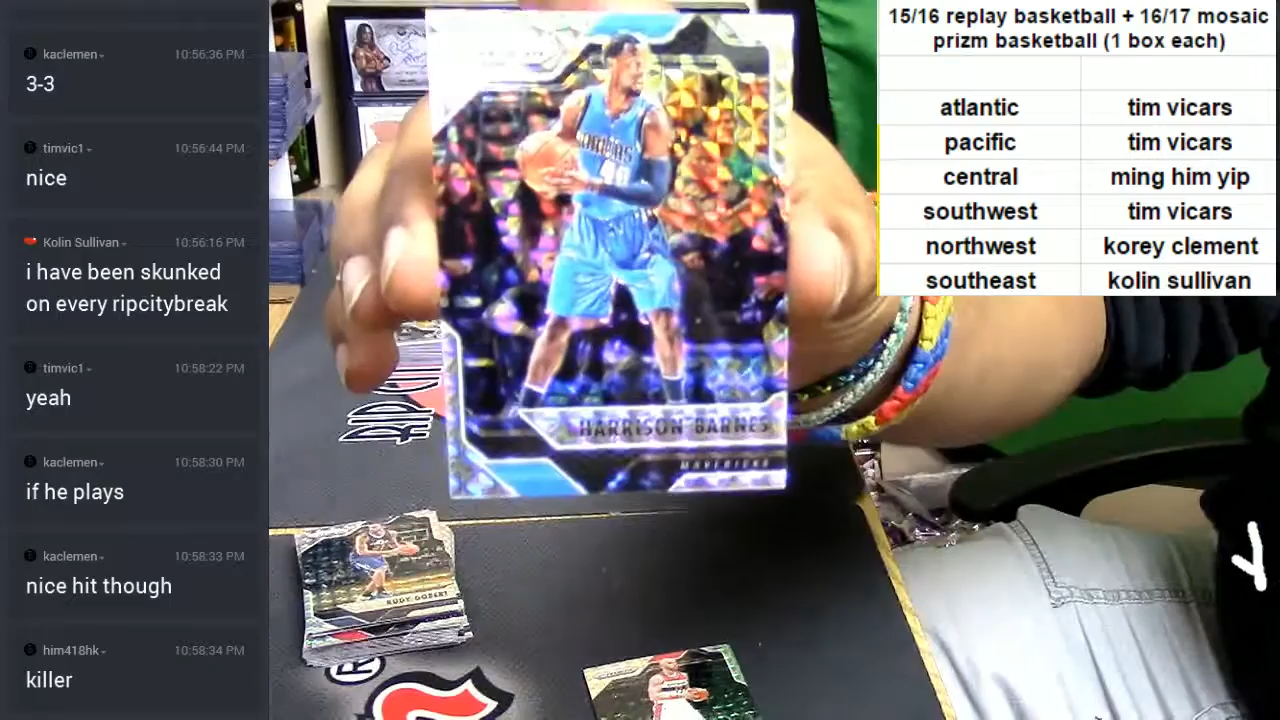 kaclemen
10:56:36 PM
3-3
timvic1
10:56:44 PM
nice
Kolin Sullivan
10:56:16 PM
i have been skunked
on every ripcitybreak
timvic1
10:58:22 PM
yeah
kaclemen
10:58:30 PM
if he plays
kaclemen
10:58:33 PM
nice hit though
him418hk
10:58:34 PM
killer
HARRISON BARNES
MAVERICKS
RUDY GOBERT
RIP
®
15/16 replay basketball + 16/17 mosaic
prizm basketball (1 box each)
atlantic tim vicars
pacific tim vicars
central ming him yip
southwest tim vicars
northwest korey clement
southeast kolin sullivan